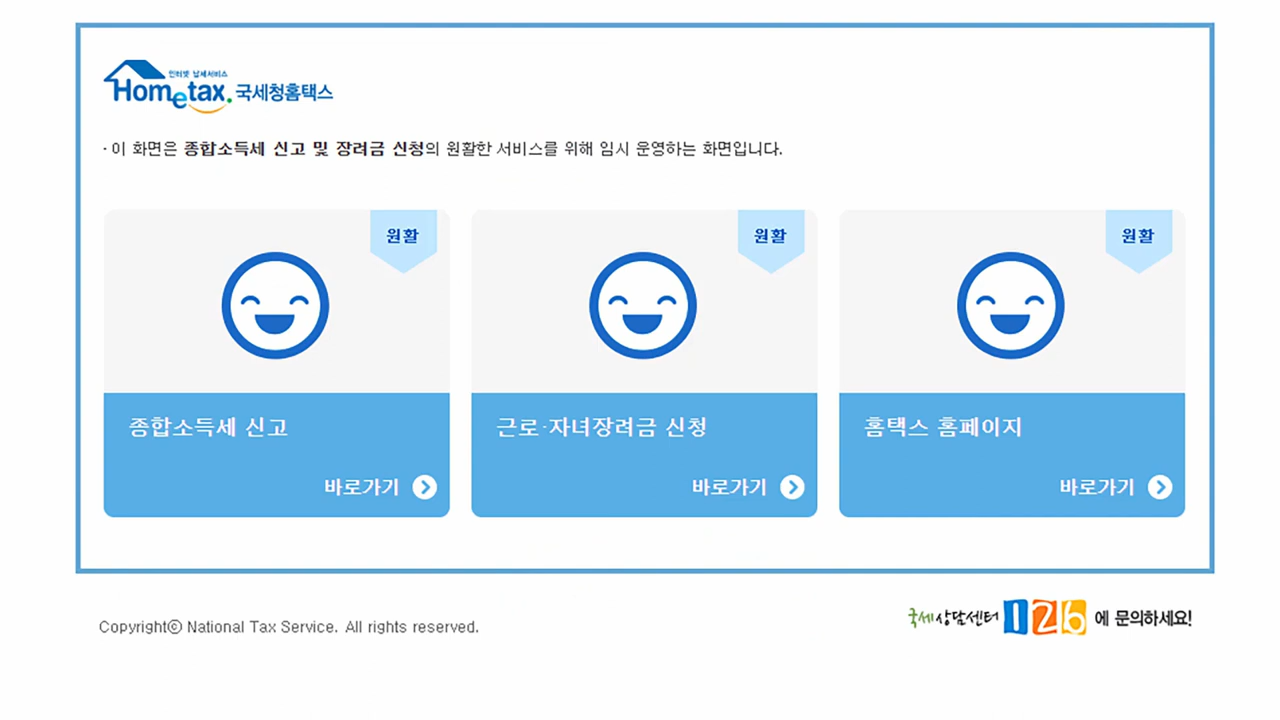 인터넷 납세서비스
Hometax. 국세청홈택스
· 이 화면은 종합소득세 신고 및 장려금 신청의 원활한 서비스를 위해 임시 운영하는 화면입니다.
원활
원활
원활
종합소득세 신고
바로가기
근로·자녀장려금 신청
바로가기
홈택스 홈페이지
바로가기
Copyrightⓒ National Tax Service. All rights reserved.
국세상담센터 126 에 문의하세요!